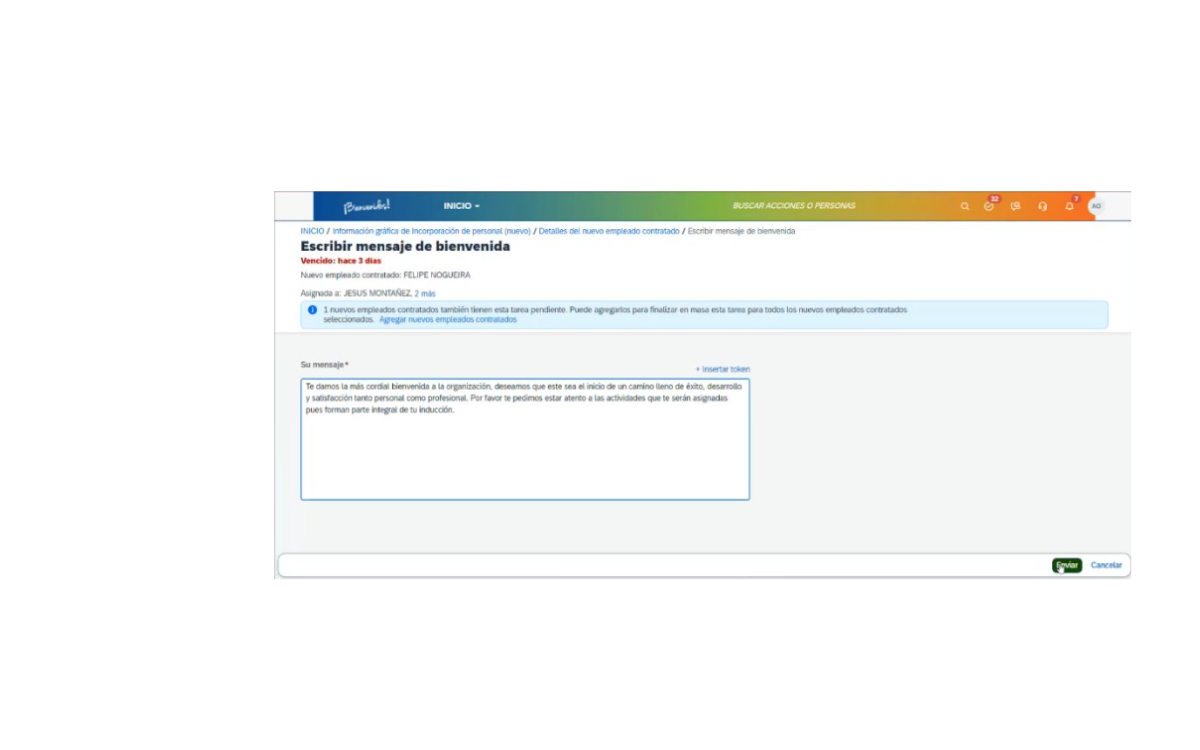 ¡Bienvenidos! INICIO BUSCAR ACCIONES O PERSONAS 32 7 AG
INICIO / Información gráfica de Incorporación de personal (nuevo) / Detalles del nuevo empleado contratado / Escribir mensaje de bienvenida
Escribir mensaje de bienvenida
Vencido: hace 3 días
Nuevo empleado contratado: FELIPE NOGUEIRA
Asignada a: JESUS MONTAÑEZ, 2 más
1 nuevos empleados contratados también tienen esta tarea pendiente. Puede agregarlos para finalizar en masa esta tarea para todos los nuevos empleados contratados
seleccionados. Agregar nuevos empleados contratados
Su mensaje*
+ Insertar token
Te damos la más cordial bienvenida a la organización, deseamos que este sea el inicio de un camino lleno de éxito, desarrollo
y satisfacción tanto personal como profesional. Por favor te pedimos estar atento a las actividades que te serán asignadas
pues forman parte integral de tu inducción.
Enviar Cancelar